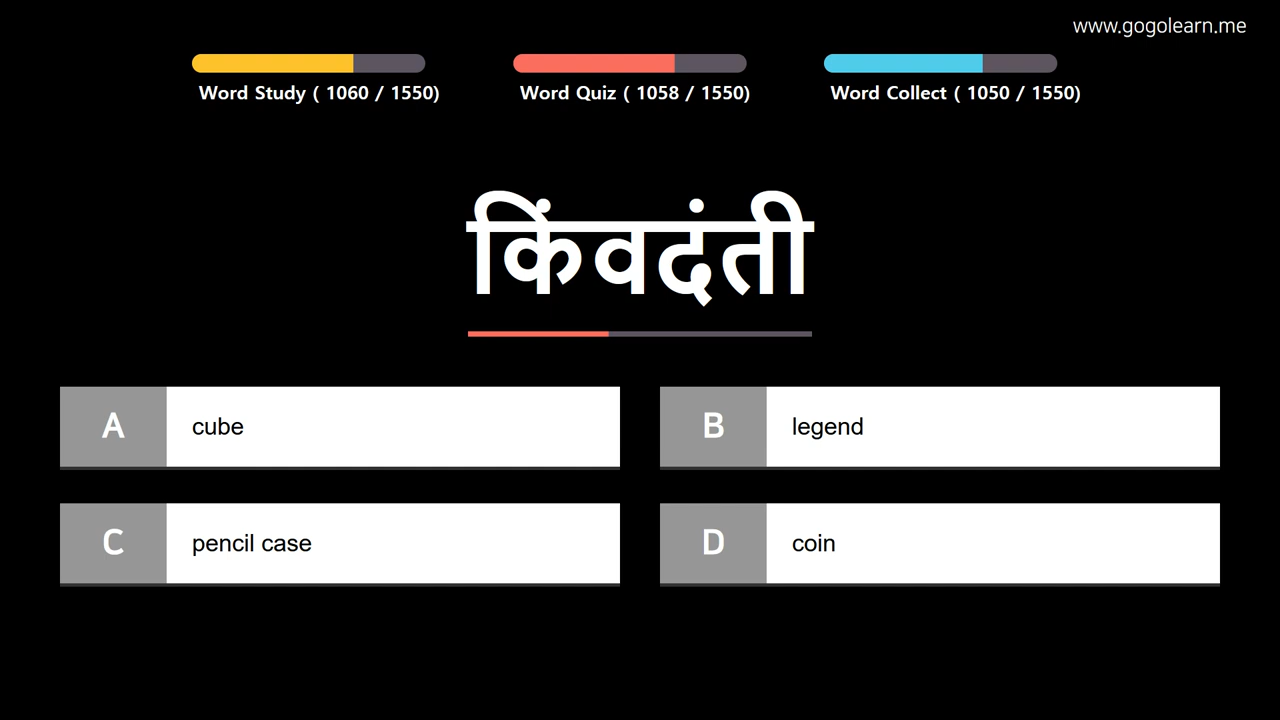 www.gogolearn.me
Word Study ( 1060 / 1550)
Word Quiz ( 1058 / 1550)
Word Collect ( 1050 / 1550)
किंवदंती
A cube
B legend
C pencil case
D coin